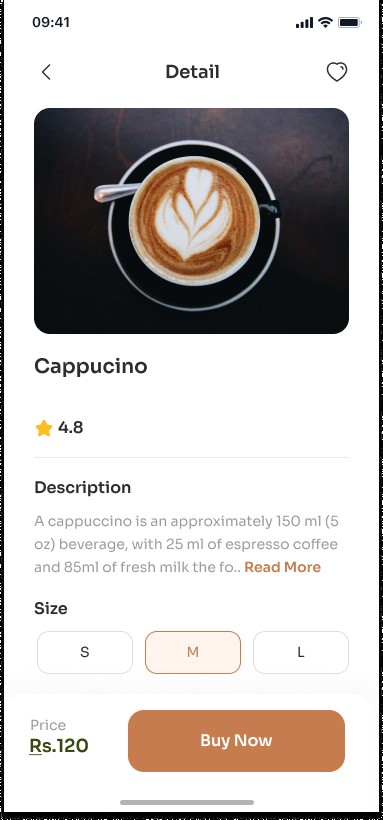 09:41
Detail
Cappucino
4.8
Description
A cappuccino is an approximately 150 ml (5
oz) beverage, with 25 ml of espresso coffee
and 85ml of fresh milk the fo.. Read More
Size
S M L
Price
Rs.120
Buy Now